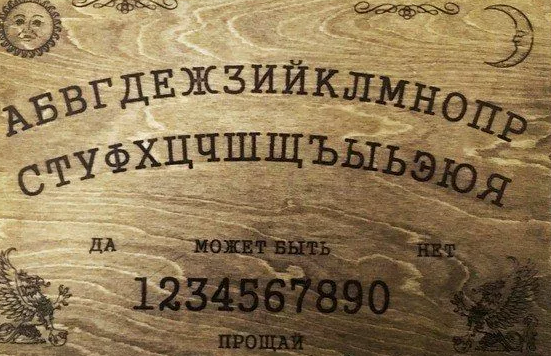 АБВГДЕЖЗИЙКЛМНОПР
СТУФХЦЧШЩЪЫЬЭЮЯ
ДА МОЖЕТ БЫТЬ НЕТ
1234567890
ПРОЩАЙ